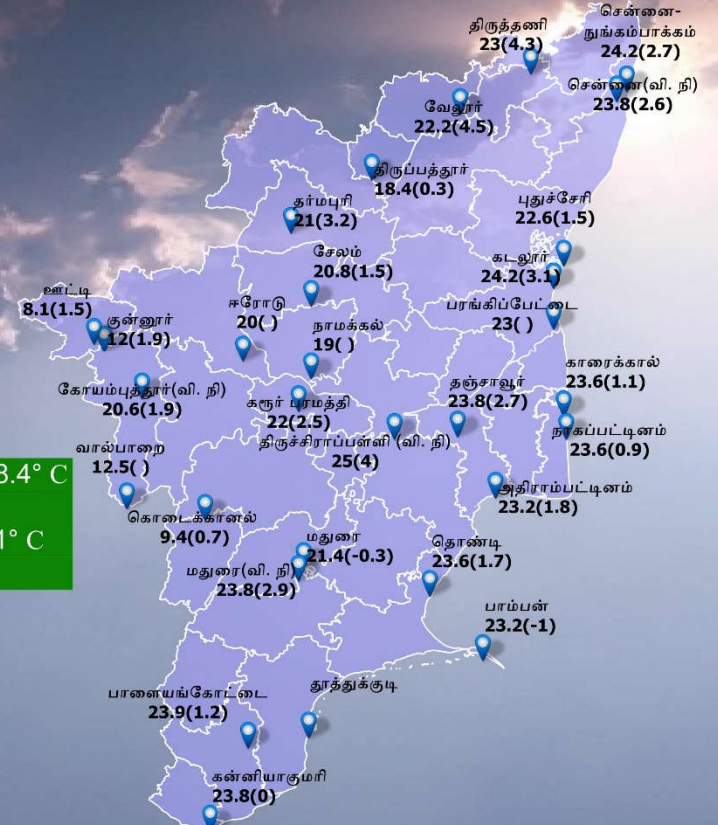 சென்னை-
நுங்கம்பாக்கம்
24.2(2.7)
திருத்தணி
23(4.3)
சென்னை(வி. நி)
23.8(2.6)
வேலூர்
22.2(4.5)
திருப்பத்தூர்
18.4(0.3)
தர்மபுரி
21(3.2)
புதுச்சேரி
22.6(1.5)
சேலம்
20.8(1.5)
கடலூர்
24.2(3.1)
ஊட்டி
8.1(1.5)
குன்னூர்
12(1.9)
ஈரோடு
20( )
நாமக்கல்
19( )
பரங்கிப்பேட்டை
23( )
காரைக்கால்
23.6(1.1)
கோயம்புத்தூர்(வி. நி)
20.6(1.9)
கரூர் பரமத்தி
22(2.5)
தஞ்சாவூர்
23.8(2.7)
திருச்சிராப்பள்ளி (வி. நி)
25(4)
நாகப்பட்டினம்
23.6(0.9)
வால்பாறை
12.5( )
அதிராம்பட்டினம்
23.2(1.8)
கொடைக்கானல்
9.4(0.7)
மதுரை
21.4(-0.3)
மதுரை(வி. நி)
23.8(2.9)
தொண்டி
23.6(1.7)
பாம்பன்
23.2(-1)
பாளையங்கோட்டை
23.9(1.2)
தூத்துக்குடி
கன்னியாகுமரி
23.8(0)
° C
° C